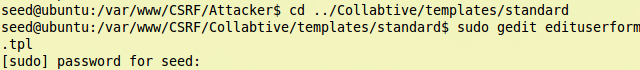 seed@ubuntu:/var/www/CSRF/Attacker$ cd ../Collabtive/templates/standard
seed@ubuntu:/var/www/CSRF/Collabtive/templates/standard$ sudo gedit edituserform
.tpl
[sudo] password for seed: